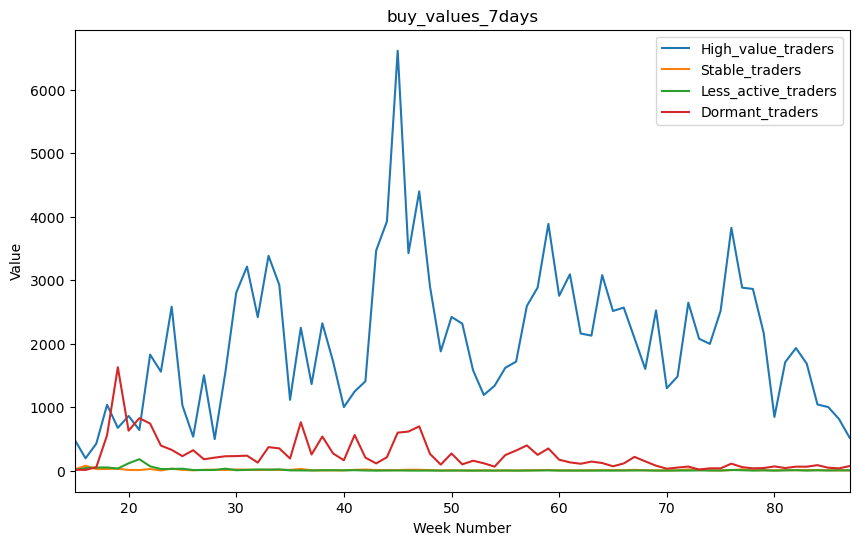 buy_values_7days
High_value_traders
Stable_traders
Less_active_traders
Dormant_traders
Value
6000
5000
4000
3000
2000
1000
0
20
30
40
50
60
70
80
Week Number